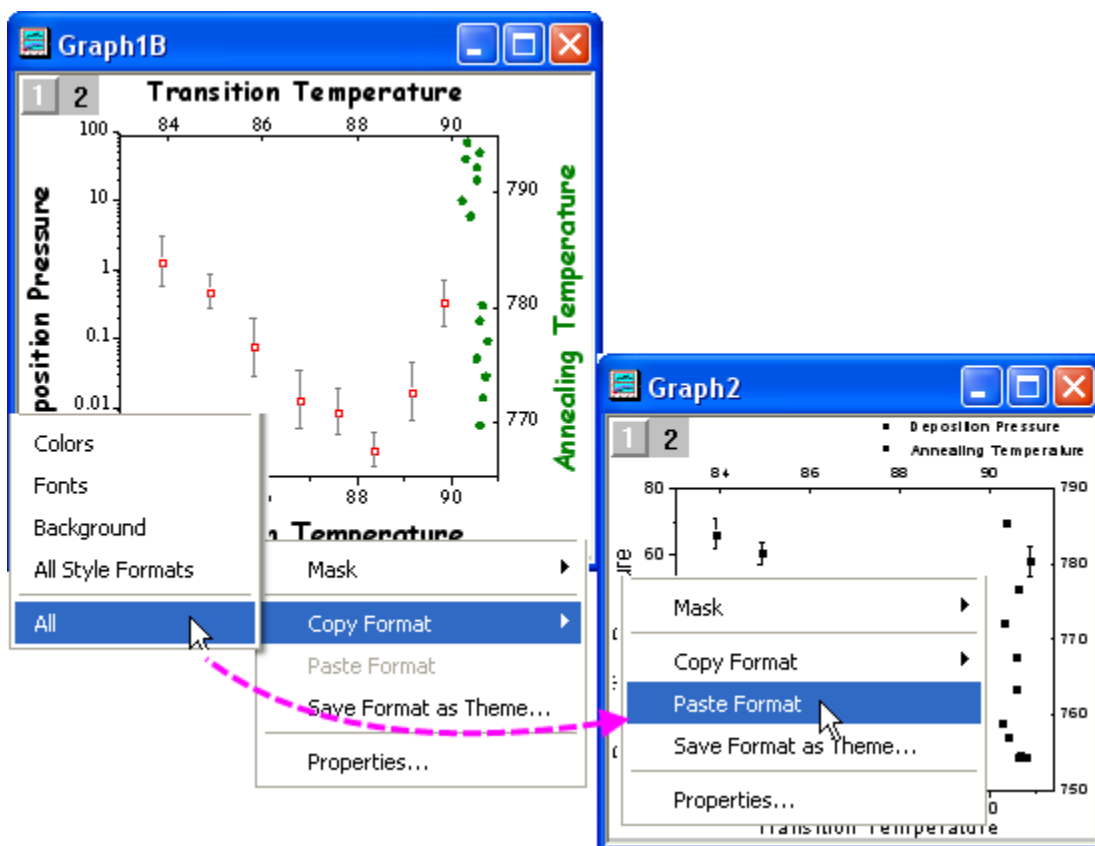 Graph1B
1 2
Transition Temperature
84 86 88 90
100
10
1
0.1
0.01
position Pressure
790
780
770
Annealing Temperature
88 90
Temperature
Colors
Fonts
Background
All Style Formats
All
Mask
Copy Format
Paste Format
Save Format as Theme...
Properties...
Graph2
1 2
Deposition Pressure
Annealing Temperature
84 86 88 90
80
60
790
780
770
760
750
Mask
Copy Format
Paste Format
Save Format as Theme...
Properties...
Transition Temperature